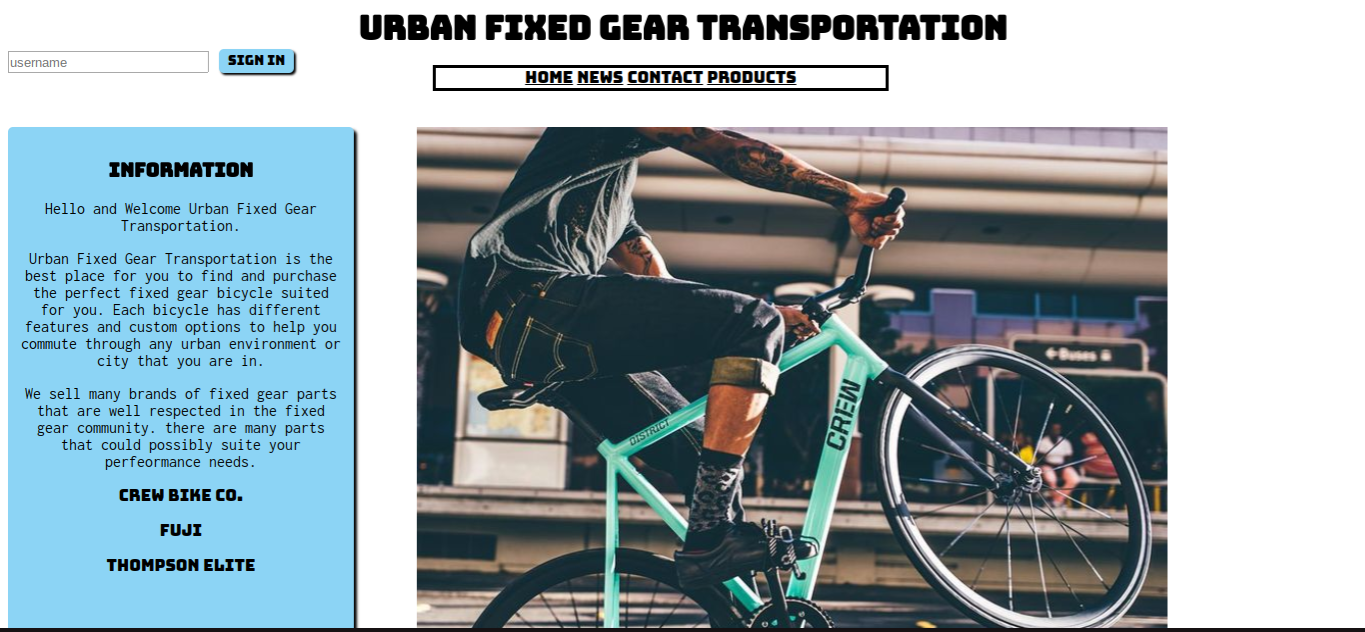 URBAN FIXED GEAR TRANSPORTATION
username
SIGN IN
HOME NEWS CONTACT PRODUCTS
INFORMATION
Hello and Welcome Urban Fixed Gear
Transportation.
Urban Fixed Gear Transportation is the
best place for you to find and purchase
the perfect fixed gear bicycle suited
for you. Each bicycle has different
features and custom options to help you
commute through any urban environment or
city that you are in.
We sell many brands of fixed gear parts
that are well respected in the fixed
gear community. there are many parts
that could possibly suite your
perfeormance needs.
CREW BIKE CO.
FUJI
THOMPSON ELITE
←Buses
CREW
DISTRICT